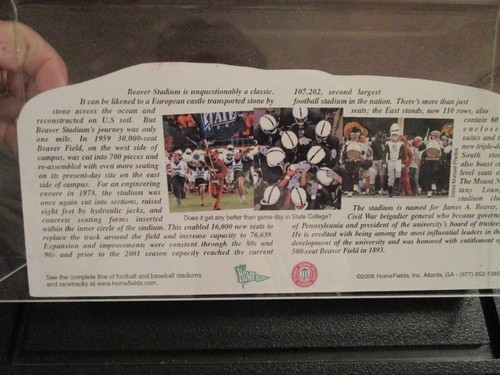 Beaver Stadium is unquestionably a classic.
It can be likened to a European castle transported stone by
stone across the ocean and
reconstructed on U.S. soil. But
Beaver Stadium's journey was only
one mile. In 1959 30,000-seat
Beaver Field, on the west side of
campus, was cut into 700 pieces and
re-assembled with even more seating
on its present-day site on the east
side of campus. For an engineering
encore in 1978, the stadium was
once again cut into sections, raised
eight feet by hydraulic jacks, and
concrete seating forms inserted
within the inner circle of the stadium. This enabled 16,000 new seats to
replace the track around the field and increase capacity to 76,639.
Expansion and improvements were constant through the 80s and
90s and prior to the 2001 season capacity reached the current
107,202, second largest
football stadium in the nation. There's more than just
seats; the East stands, now 110 rows, also
contain 60
enclos
suites and t
new triple-d
South stan
also boast c
level seats a
The Mount N
tany Loun
stadium clu
STATE
Does it get any better than game day in State College?
The stadium is named for James A. Beaver,
Civil War brigadier general who became governo
of Pennsylvania and president of the university's board of trustees
He is credited with being among the most influential leaders in th
development of the university and was honored with entitlement o
500-seat Beaver Field in 1893.
See the complete line of football and baseball stadiums
and racetracks at www.homefields.com.
HOMEFIELDS
©2006 HomeFields, Inc. Atlanta, GA - (877) 852-139